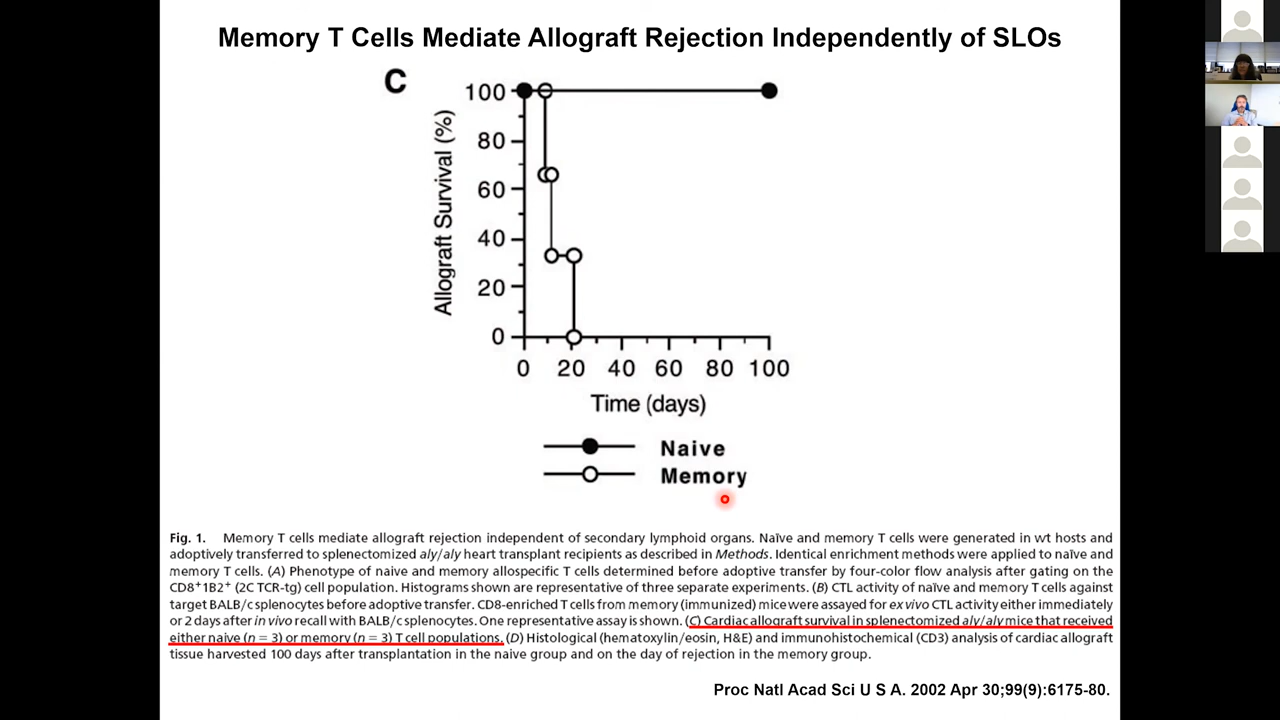 Memory T Cells Mediate Allograft Rejection Independently of SLOs
C
Allograft Survival (%)
100
80
60
40
20
0
0 20 40 60 80 100
Time (days)
Naive
Memory
Fig. 1. Memory T cells mediate allograft rejection independent of secondary lymphoid organs. Naïve and memory T cells were generated in wt hosts and
adoptively transferred to splenectomized aly/aly heart transplant recipients as described in Methods. Identical enrichment methods were applied to naïve and
memory T cells. (A) Phenotype of naive and memory allospecific T cells determined before adoptive transfer by four-color flow analysis after gating on the
CD8⁺1B2⁺ (2C TCR-tg) cell population. Histograms shown are representative of three separate experiments. (B) CTL activity of naïve and memory T cells against
target BALB/c splenocytes before adoptive transfer. CD8-enriched T cells from memory (immunized) mice were assayed for ex vivo CTL activity either immediately
or 2 days after in vivo recall with BALB/c splenocytes. One representative assay is shown. (C) Cardiac allograft survival in splenectomized aly/aly mice that received
either naive (n = 3) or memory (n = 3) T cell populations. (D) Histological (hematoxylin/eosin, H&E) and immunohistochemical (CD3) analysis of cardiac allograft
tissue harvested 100 days after transplantation in the naive group and on the day of rejection in the memory group.
Proc Natl Acad Sci U S A. 2002 Apr 30;99(9):6175-80.